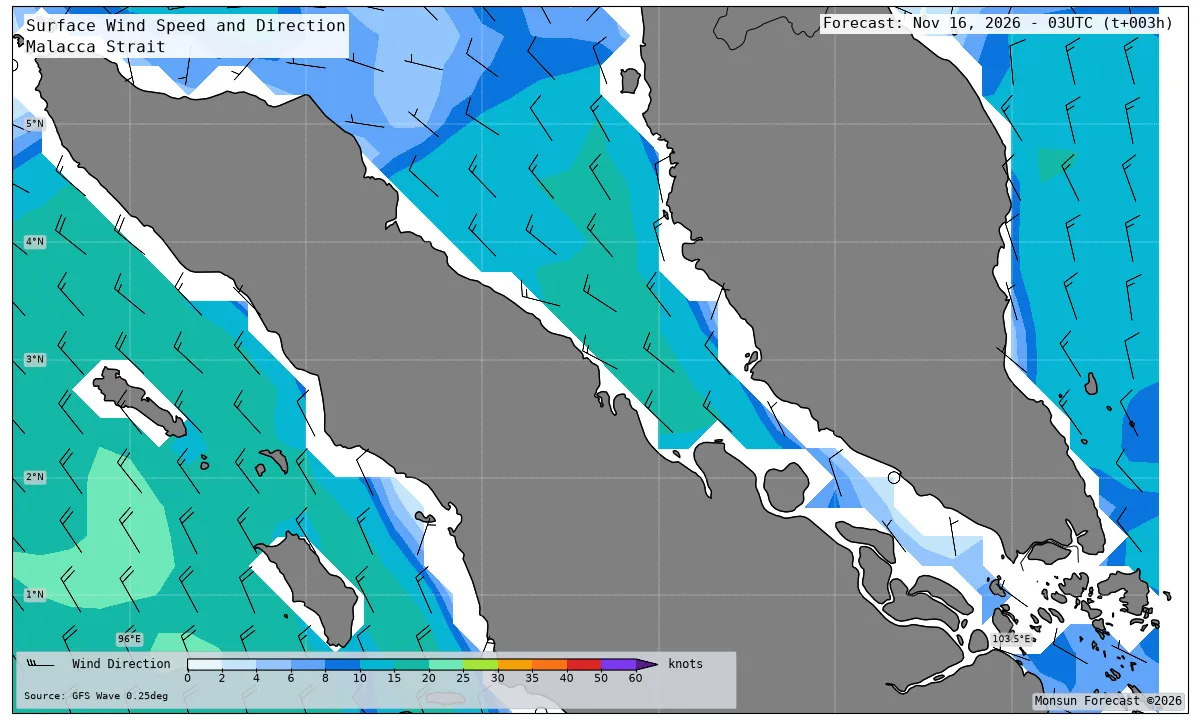 Surface Wind Speed and Direction
Malacca Strait
Forecast: Nov 16, 2026 - 03UTC (t+003h)
5°N
4°N
3°N
2°N
1°N
96°E
103.5°E
Wind Direction
knots
0 2 4 6 8 10 15 20 25 30 35 40 50 60
Source: GFS Wave 0.25deg
Monsun Forecast ©2026